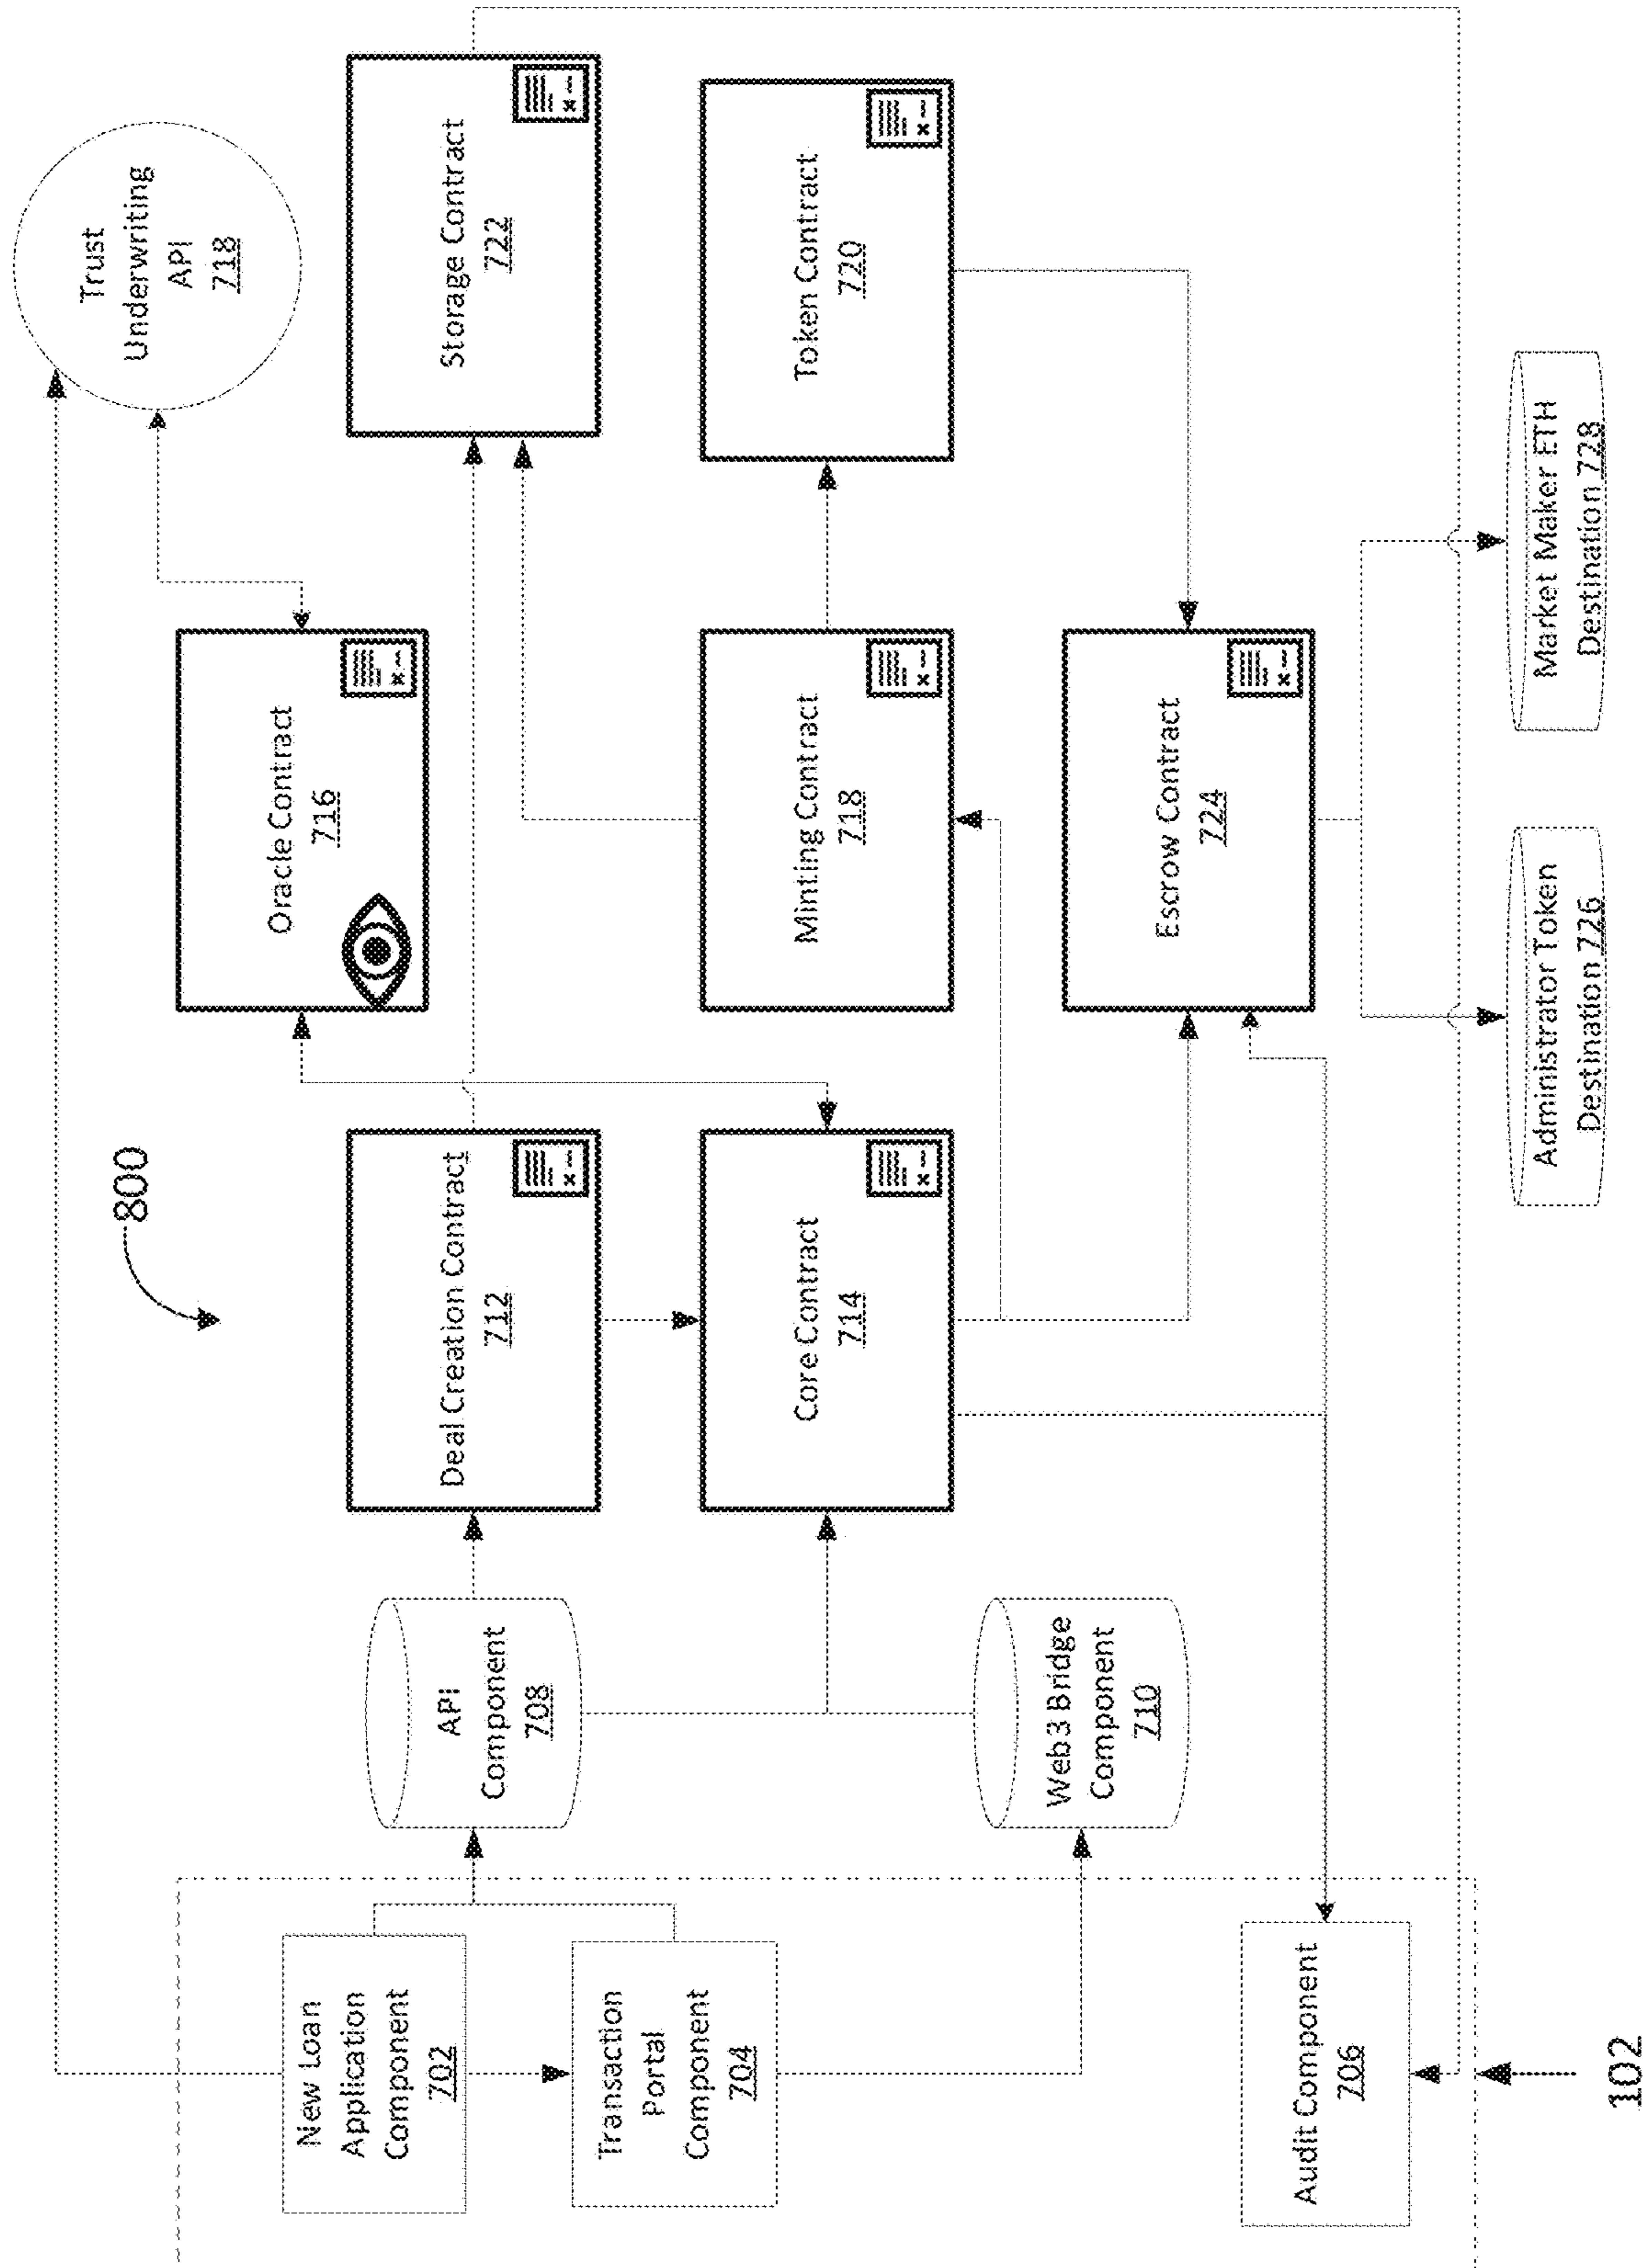 800
Trust
Underwriting
API
718
Oracle Contract
716
New Loan
Application
Component
702
API
Component
708
Deal Creation Contract
712
Storage Contract
722
Transaction
Portal
Component
704
Core Contract
714
Minting Contract
718
Token Contract
720
Web3 Bridge
Component
710
Escrow Contract
724
Audit Component
706
Administrator Token
Destination 726
Market Maker ETH
Destination 728
102